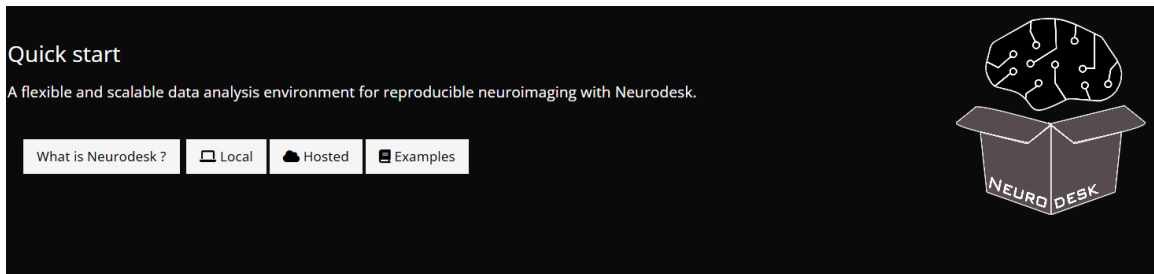 Quick start
A flexible and scalable data analysis environment for reproducible neuroimaging with Neurodesk.
What is Neurodesk ? Local Hosted Examples
NEURO DESK